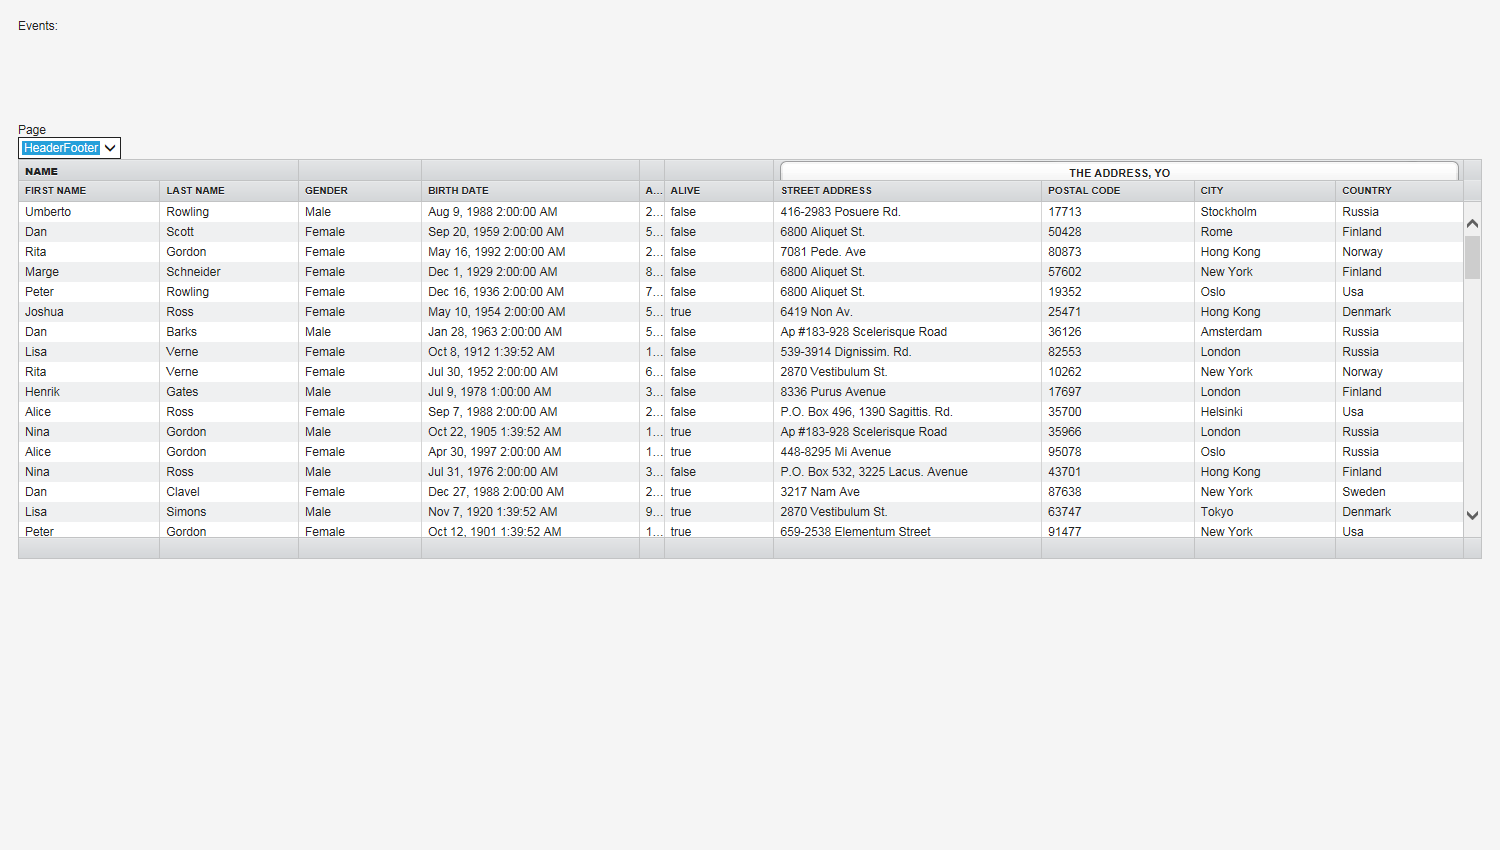 Events:
Page
HeaderFooter
NAME THE ADDRESS, YO
FIRST NAME LAST NAME GENDER BIRTH DATE A... ALIVE STREET ADDRESS POSTAL CODE CITY COUNTRY
Umberto Rowling Male Aug 9, 1988 2:00:00 AM 2... false 416-2983 Posuere Rd. 17713 Stockholm Russia
Dan Scott Female Sep 20, 1959 2:00:00 AM 5... false 6800 Aliquet St. 50428 Rome Finland
Rita Gordon Female May 16, 1992 2:00:00 AM 2... false 7081 Pede. Ave 80873 Hong Kong Norway
Marge Schneider Female Dec 1, 1929 2:00:00 AM 8... false 6800 Aliquet St. 57602 New York Finland
Peter Rowling Female Dec 16, 1936 2:00:00 AM 7... false 6800 Aliquet St. 19352 Oslo Usa
Joshua Ross Female May 10, 1954 2:00:00 AM 5... true 6419 Non Av. 25471 Hong Kong Denmark
Dan Barks Male Jan 28, 1963 2:00:00 AM 5... false Ap #183-928 Scelerisque Road 36126 Amsterdam Russia
Lisa Verne Female Oct 8, 1912 1:39:52 AM 1... false 539-3914 Dignissim. Rd. 82553 London Russia
Rita Verne Female Jul 30, 1952 2:00:00 AM 6... false 2870 Vestibulum St. 10262 New York Norway
Henrik Gates Male Jul 9, 1978 1:00:00 AM 3... false 8336 Purus Avenue 17697 London Finland
Alice Ross Female Sep 7, 1988 2:00:00 AM 2... false P.O. Box 496, 1390 Sagittis. Rd. 35700 Helsinki Usa
Nina Gordon Male Oct 22, 1905 1:39:52 AM 1... true Ap #183-928 Scelerisque Road 35966 London Russia
Alice Gordon Female Apr 30, 1997 2:00:00 AM 1... true 448-8295 Mi Avenue 95078 Oslo Russia
Nina Ross Male Jul 31, 1976 2:00:00 AM 3... false P.O. Box 532, 3225 Lacus. Avenue 43701 Hong Kong Finland
Dan Clavel Female Dec 27, 1988 2:00:00 AM 2... true 3217 Nam Ave 87638 New York Sweden
Lisa Simons Male Nov 7, 1920 1:39:52 AM 9... true 2870 Vestibulum St. 63747 Tokyo Denmark
Peter Gordon Female Oct 12, 1901 1:39:52 AM 1... true 659-2538 Elementum Street 91477 New York Usa